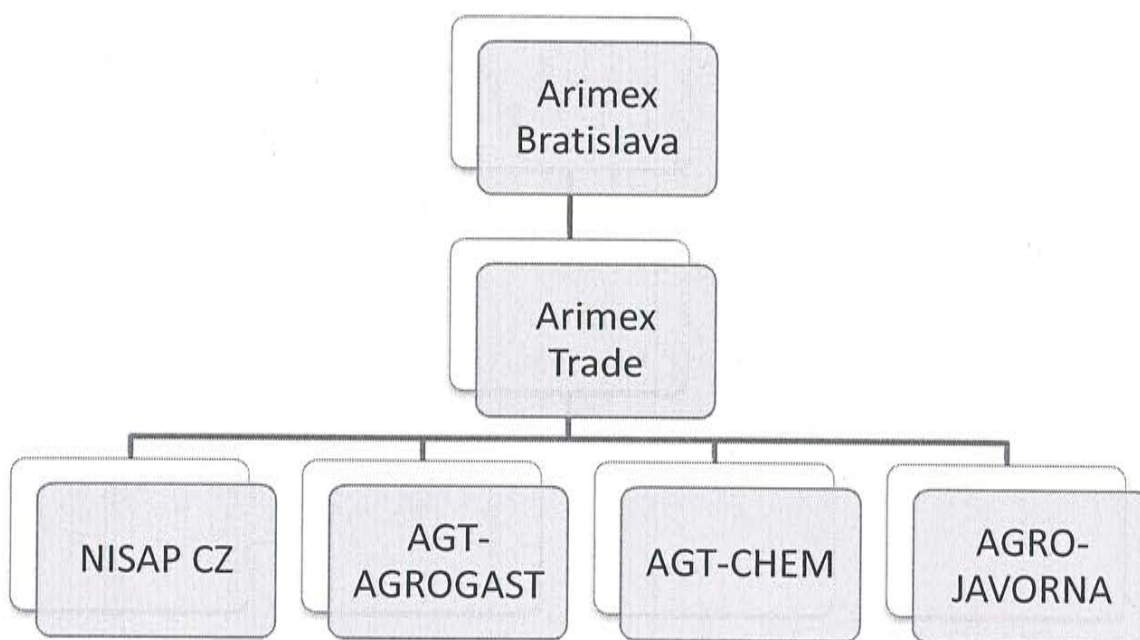 Arimex
Bratislava
Arimex
Trade
NISAP CZ
AGT-
AGROGAST
AGT-CHEM
AGRO-
JAVORNA